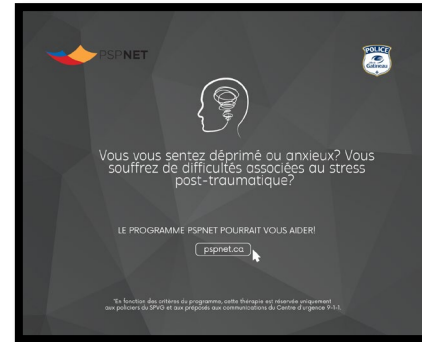 PSPNET
POLICE
Gatineau
Vous vous sentez déprimé ou anxieux? Vous
souffrez de difficultés associées au stress
post-traumatique?
LE PROGRAMME PSPNET POURRAIT VOUS AIDER!
pspnet.ca
*En fonction des critères du programme, cette thérapie est réservée uniquement
aux policiers du SPVG et aux préposés aux communications du Centre d'urgence 9-1-1.